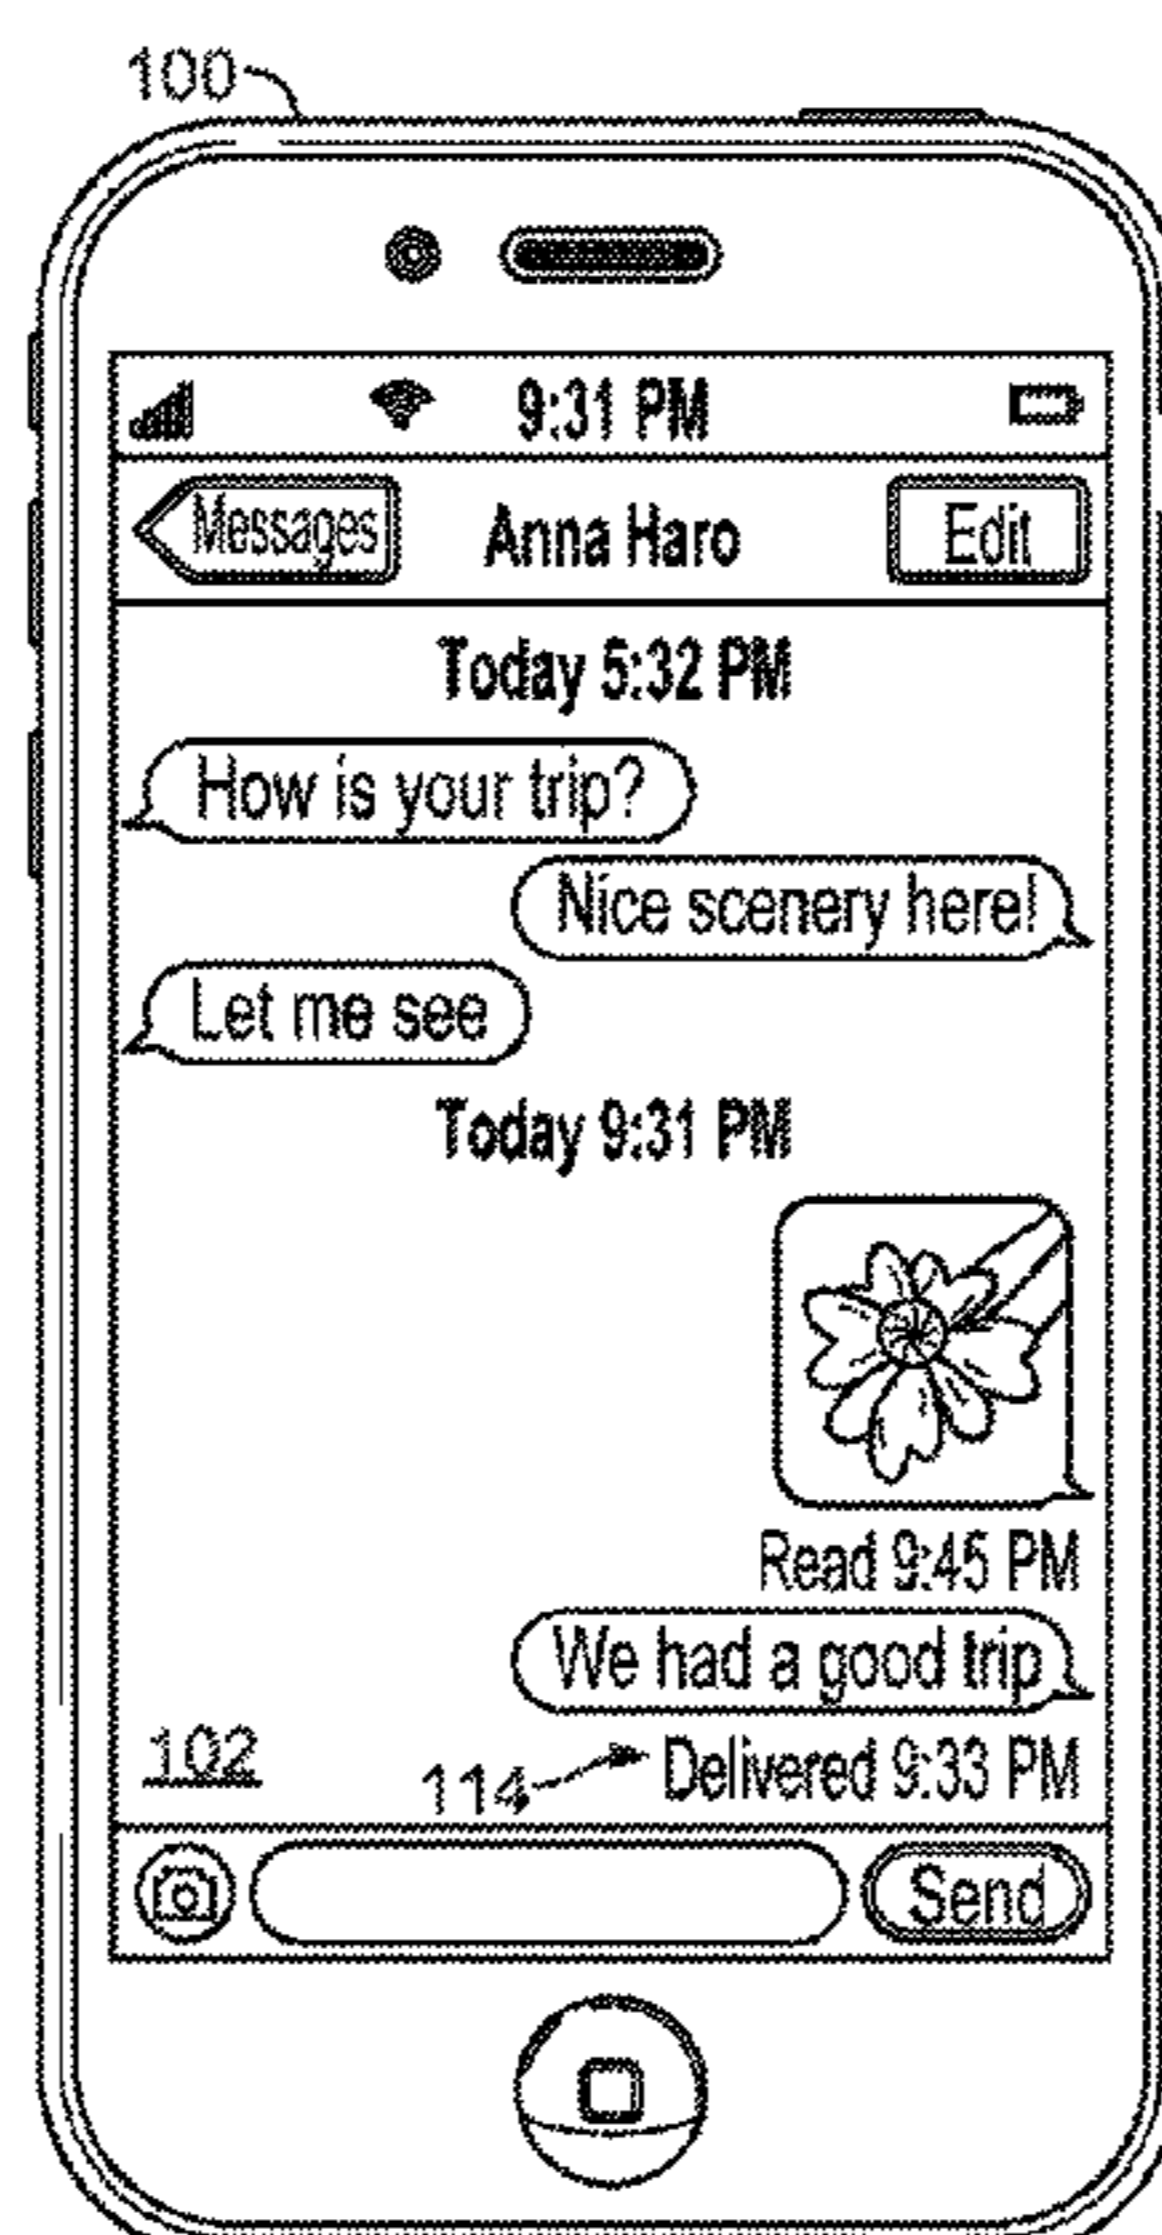 100
9:31 PM
Messages Anna Haro Edit
Today 5:32 PM
How is your trip?
Nice scenery here!
Let me see
Today 9:31 PM
Read 9:45 PM
We had a good trip
102 114 Delivered 9:33 PM
Send